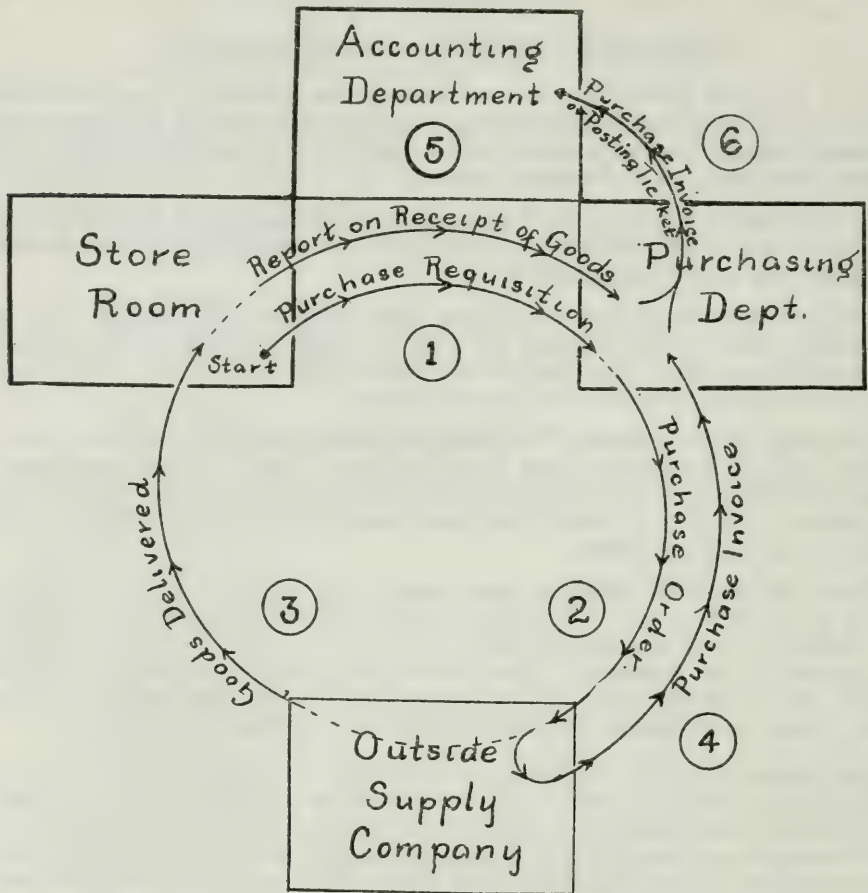 Accounting
Department
5
6
Purchase Invoice
or Posting Ticket
Store
Room
Report on Receipt of Goods
Purchase Requisition
Start
1
Purchasing
Dept.
Purchase Order.
Purchase Invoice
Goods Delivered
3
2
4
Outside
Supply
Company